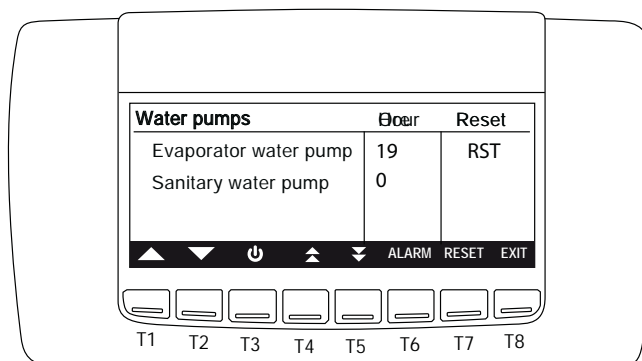 Water pumps Hour Reset
Evaporator water pump 19 RST
Sanitary water pump 0
ALARM RESET EXIT
T1 T2 T3 T4 T5 T6 T7 T8